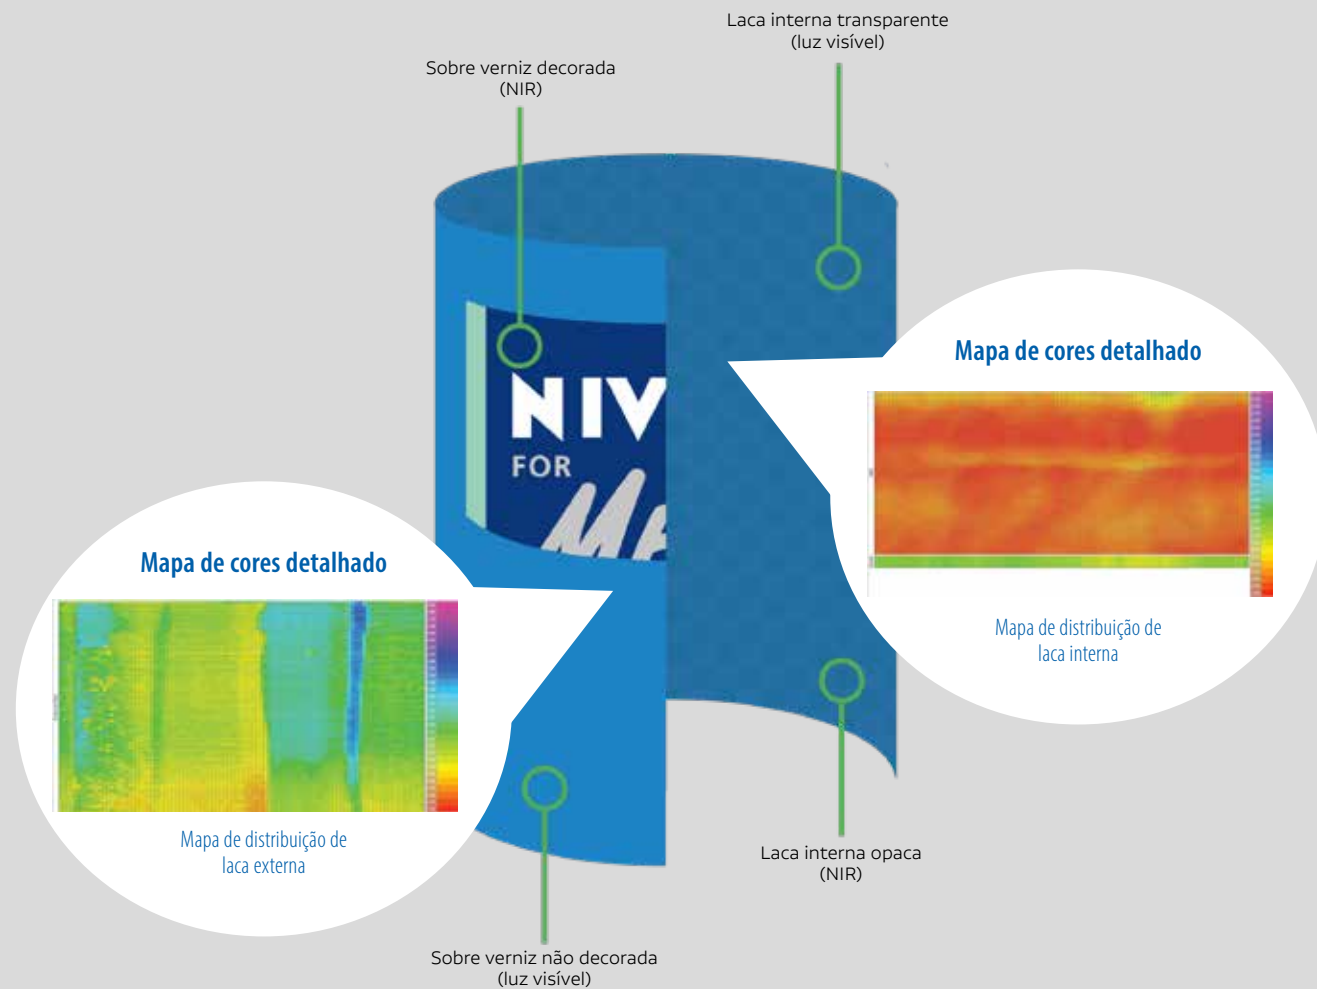 Laca interna transparente
(luz visível)
Sobre verniz decorada
(NIR)
NIV
FOR
Mapa de cores detalhado
Mapa de distribuição de
laca interna
Mapa de cores detalhado
Mapa de distribuição de
laca externa
Laca interna opaca
(NIR)
Sobre verniz não decorada
(luz visível)